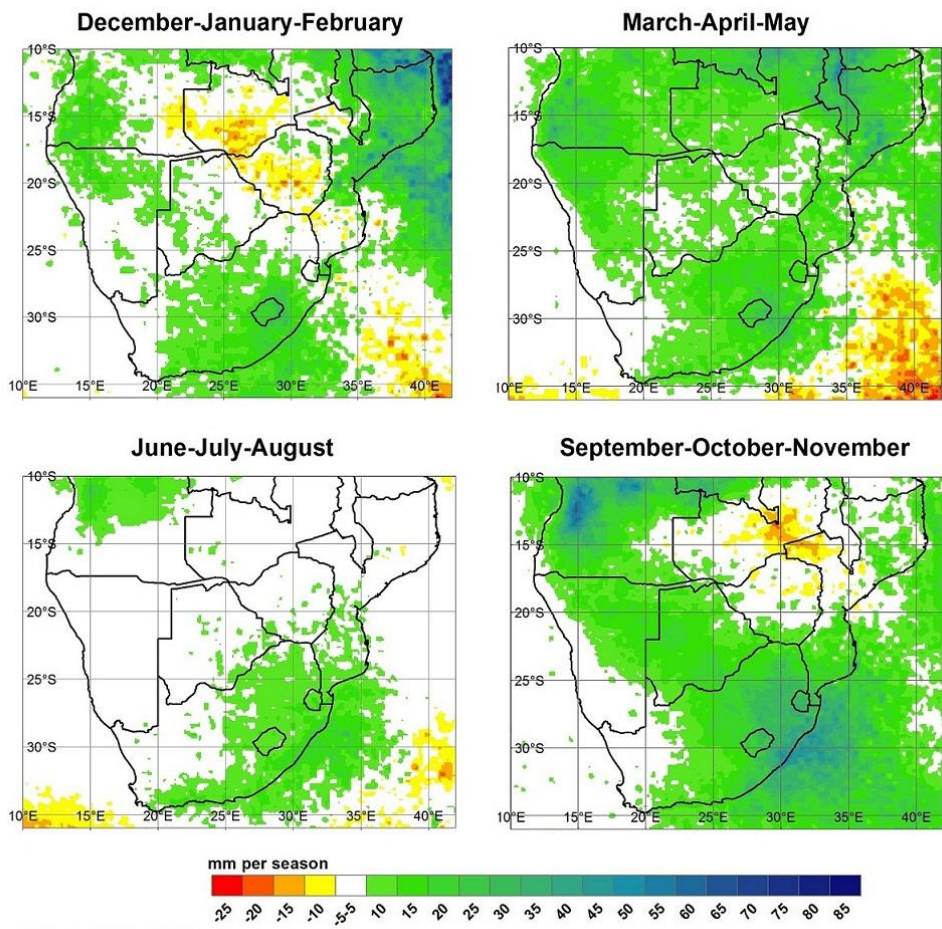 December-January-February
March-April-May
10°S
15°S
20°S
25°S
30°S
10°E 15°E 20°E 25°E 30°E 35°E 40°E
10°S
15°S
20°S
25°S
30°S
10°E 15°E 20°E 25°E 30°E 35°E 40°E
June-July-August
September-October-November
10°S
15°S
20°S
25°S
30°S
10°E 15°E 20°E 25°E 30°E 35°E 40°E
10°S
15°S
20°S
25°S
30°S
10°E 15°E 20°E 25°E 30°E 35°E 40°E
mm per season
-25 -20 -15 -10 -5-5 10 15 20 25 30 35 40 45 50 55 60 65 70 75 80 85